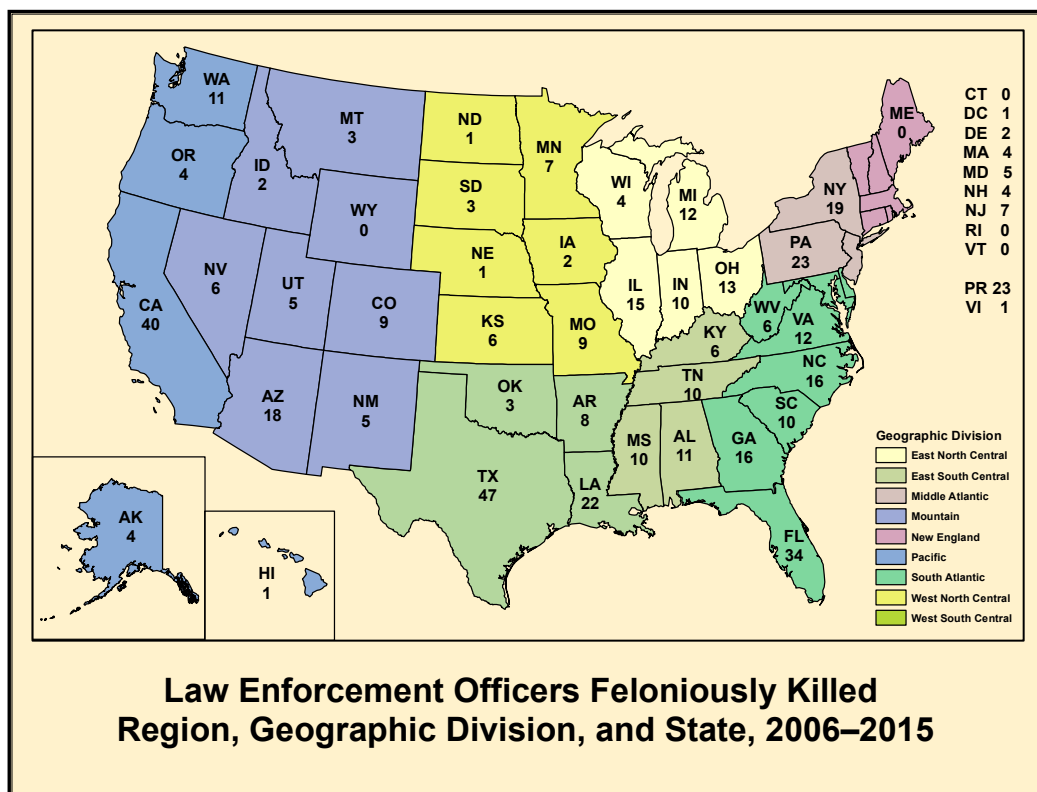 WA
11
MT
3
ND
1
MN
7
ME
0
CT 0
DC 1
DE 2
MA 4
MD 5
NH 4
NJ 7
RI 0
VT 0
PR 23
VI 1
OR
4
ID
2
SD
3
WI
4
MI
12
NY
19
WY
0
NE
1
IA
2
PA
23
NV
6
UT
5
CO
9
IL
15
IN
10
OH
13
CA
40
KS
6
MO
9
WV
6
VA
12
KY
6
NC
16
TN
10
AZ
18
NM
5
OK
3
AR
8
SC
10
MS
10
AL
11
GA
16
TX
47
LA
22
FL
34
AK
4
HI
1
Geographic Division
East North Central
East South Central
Middle Atlantic
Mountain
New England
Pacific
South Atlantic
West North Central
West South Central
Law Enforcement Officers Feloniously Killed
Region, Geographic Division, and State, 2006–2015